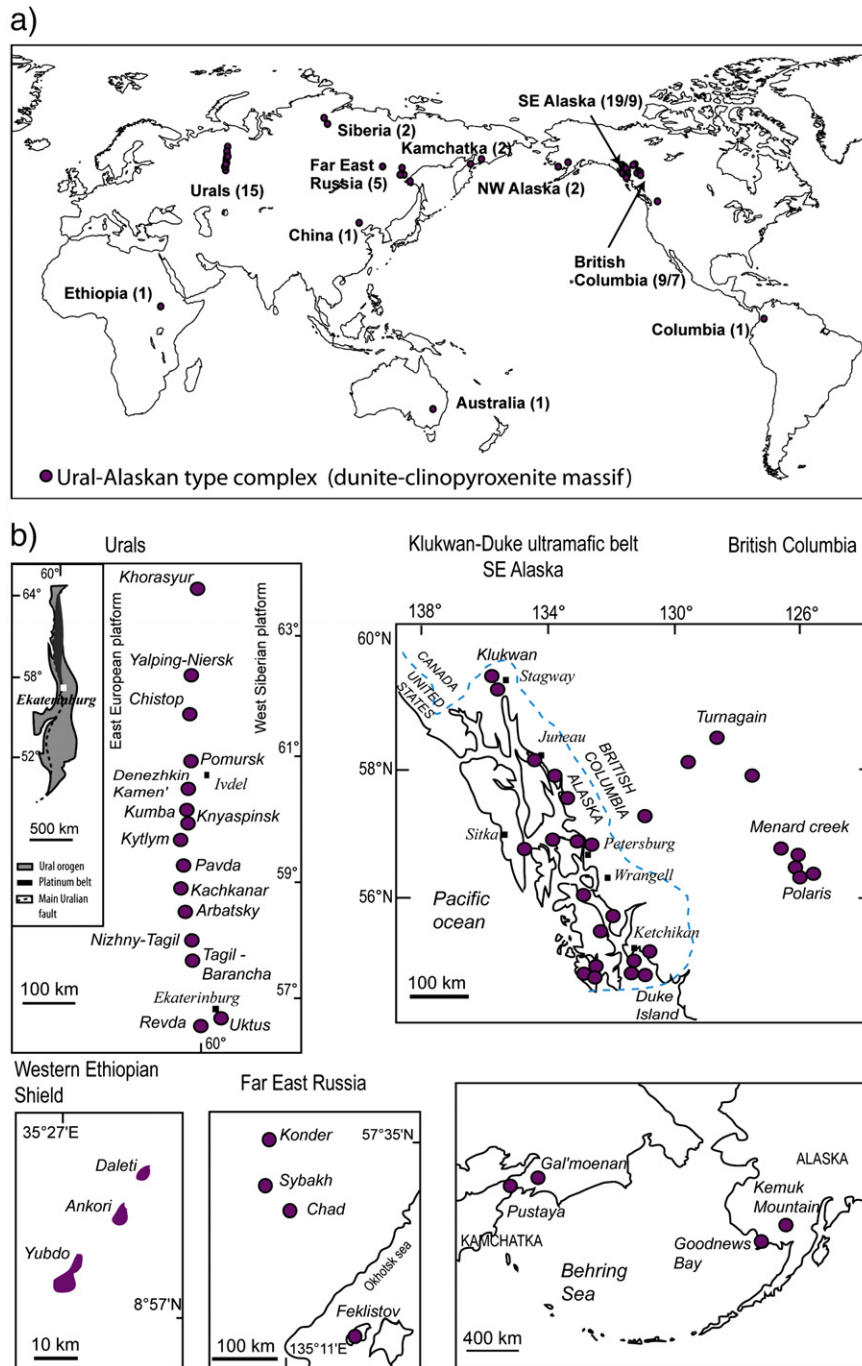 a)
SE Alaska (19/9)
Siberia (2)
Kamchatka (2)
Far East
Russia (5)
Urals (15)
NW Alaska (2)
China (1)
British
Columbia (9/7)
Ethiopia (1)
Columbia (1)
Australia (1)
Ural-Alaskan type complex (dunite-clinopyroxenite massif)
b)
Urals
60°
64°
58°
Ekaterinburg
52°
500 km
Ural orogen
Platinum belt
Main Uralian
fault
100 km
East European platform
West Siberian platform
Khorasyur
63°
Yalping-Niersk
Chistop
61°
Pomursk
Denezhkin
Kamen'
Ivdel
Kumba
Knyaspinsk
Kytlym
Pavda
59°
Kachkanar
Arbatsky
Nizhny-Tagil
Tagil -
Barancha
57°
Ekaterinburg
Revda
Uktus
60°
Klukwan-Duke ultramafic belt
SE Alaska
British Columbia
138°
134°
130°
126°
60°N
58°
56°
Klukwan
Stagway
CANADA
UNITED
STATES
Juneau
BRITISH
COLUMBIA
ALASKA
Turnagain
Sitka
Petersburg
Menard creek
Wrangell
Polaris
Pacific
ocean
Ketchikan
100 km
Duke
Island
Western Ethiopian
Shield
35°27'E
Daleti
Ankori
Yubdo
8°57'N
10 km
Far East Russia
57°35'N
Konder
Sybakh
Chad
Okhotsk sea
Feklistov
100 km
135°11'E
ALASKA
Gal'moenan
Kemuk
Mountain
Pustaya
KAMCHATKA
Goodnews
Bay
Behring
Sea
400 km